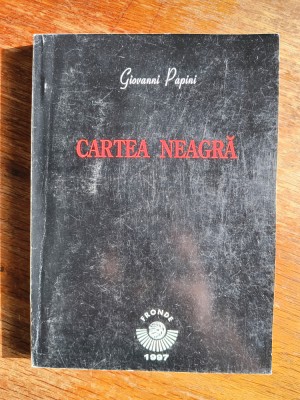 Giovanni Papini
CARTEA NEAGRĂ
FRONDE
1997